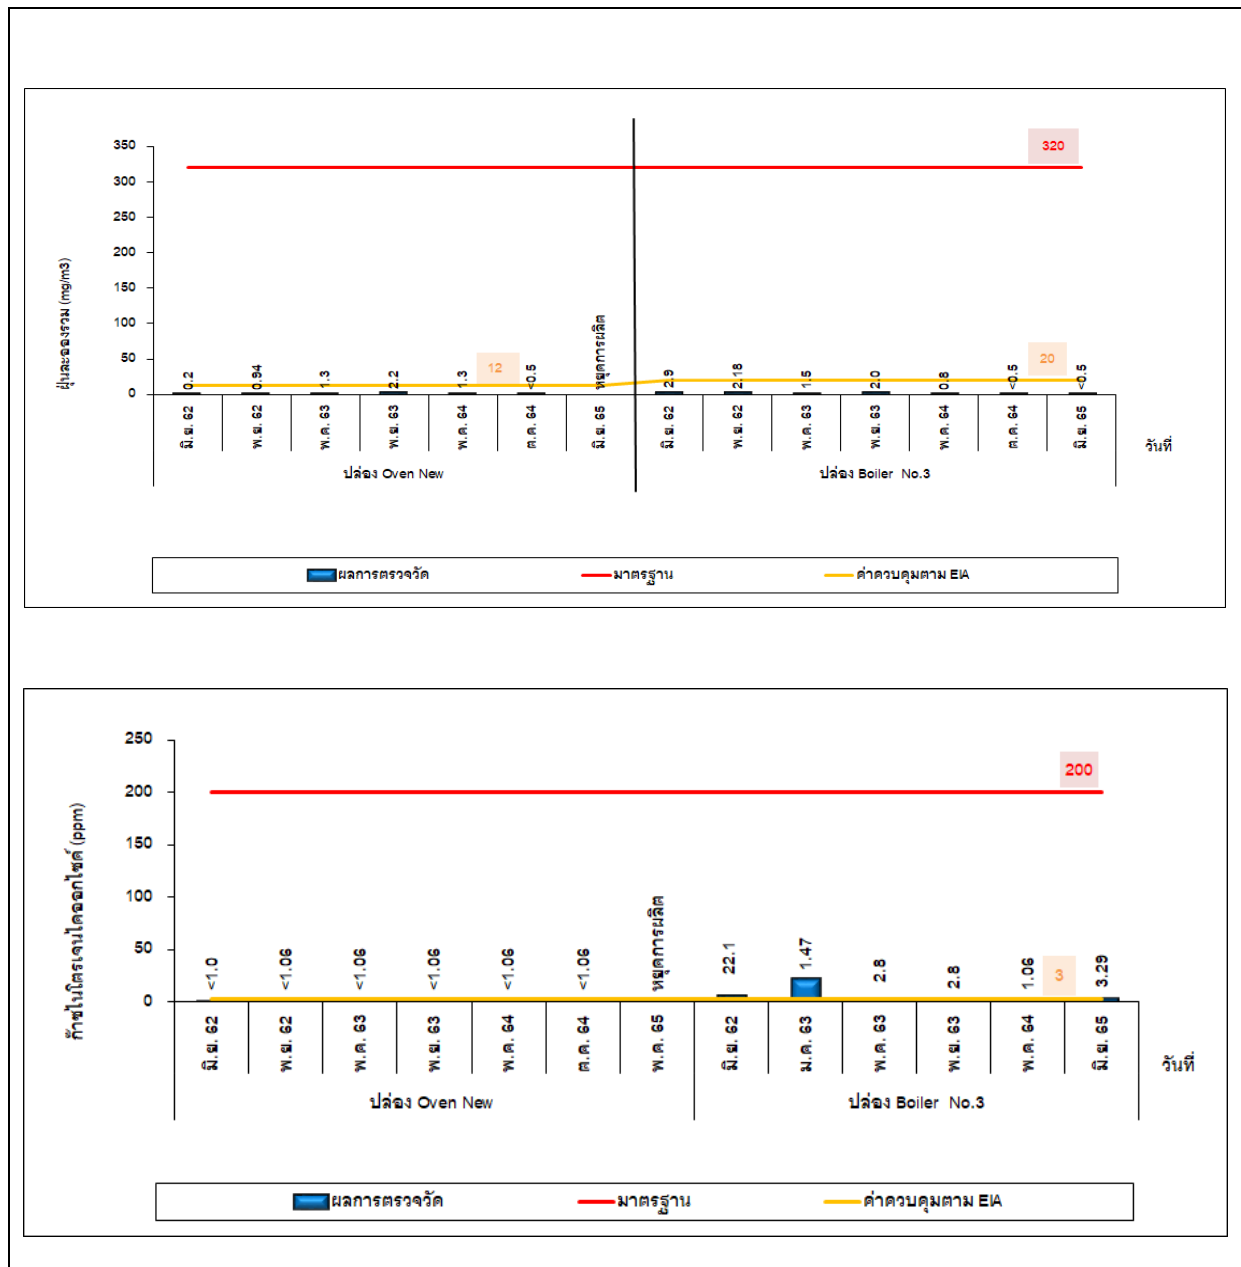 350
320
300
250
200
150
100
50
0
ฝุ่นละอองรวม (mg/m3)
12
20
0.2
0.94
1.3
2.2
1.3
<0.5
หยุดการผลิต
2.9
2.18
1.5
2.0
0.8
<0.5
<0.5
มิ.ย. 62
พ.ย. 62
พ.ค. 63
พ.ย. 63
พ.ค. 64
ต.ค. 64
มิ.ย. 65
มิ.ย. 62
พ.ย. 62
พ.ค. 63
พ.ย. 63
พ.ค. 64
ต.ค. 64
มิ.ย. 65
วันที่
ปล่อง Oven New
ปล่อง Boiler No.3
ผลการตรวจวัด
มาตรฐาน
ค่าควบคุมตาม EIA
250
200
200
150
100
50
0
ก๊าซไนโตรเจนไดออกไซด์ (ppm)
<1.0
<1.06
<1.06
<1.06
<1.06
<1.06
หยุดการผลิต
22.1
1.47
2.8
2.8
1.06
3
3.29
มิ.ย. 62
พ.ย. 62
พ.ค. 63
พ.ย. 63
พ.ค. 64
ต.ค. 64
พ.ค. 65
มิ.ย. 62
ม.ค. 63
พ.ค. 63
พ.ย. 63
พ.ค. 64
มิ.ย. 65
วันที่
ปล่อง Oven New
ปล่อง Boiler No.3
ผลการตรวจวัด
มาตรฐาน
ค่าควบคุมตาม EIA